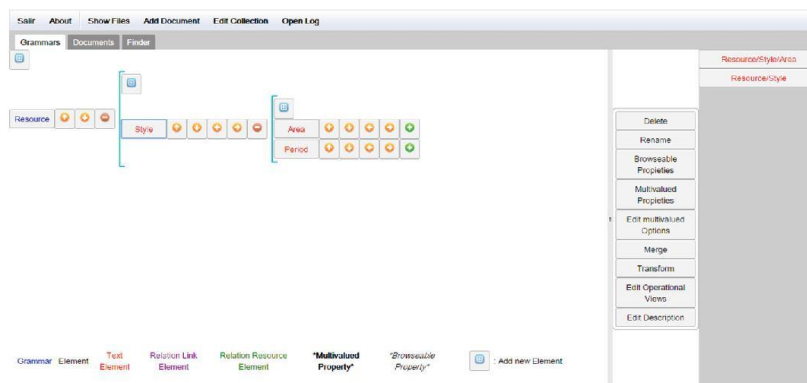 Salir About Show Files Add Document Edit Collection Open Log
Grammars Documents Finder
Resource/Style/Area
Resource/Style
Resource
Style
Area
Period
Delete
Rename
Browseable
Propieties
Multivalued
Propieties
Edit multivalued
Options
Merge
Transform
Edit Operational
Views
Edit Description
Grammar Element Text Element Relation Link Element Relation Resource Element *Multivalued Property* *Browseable Property* : Add new Element